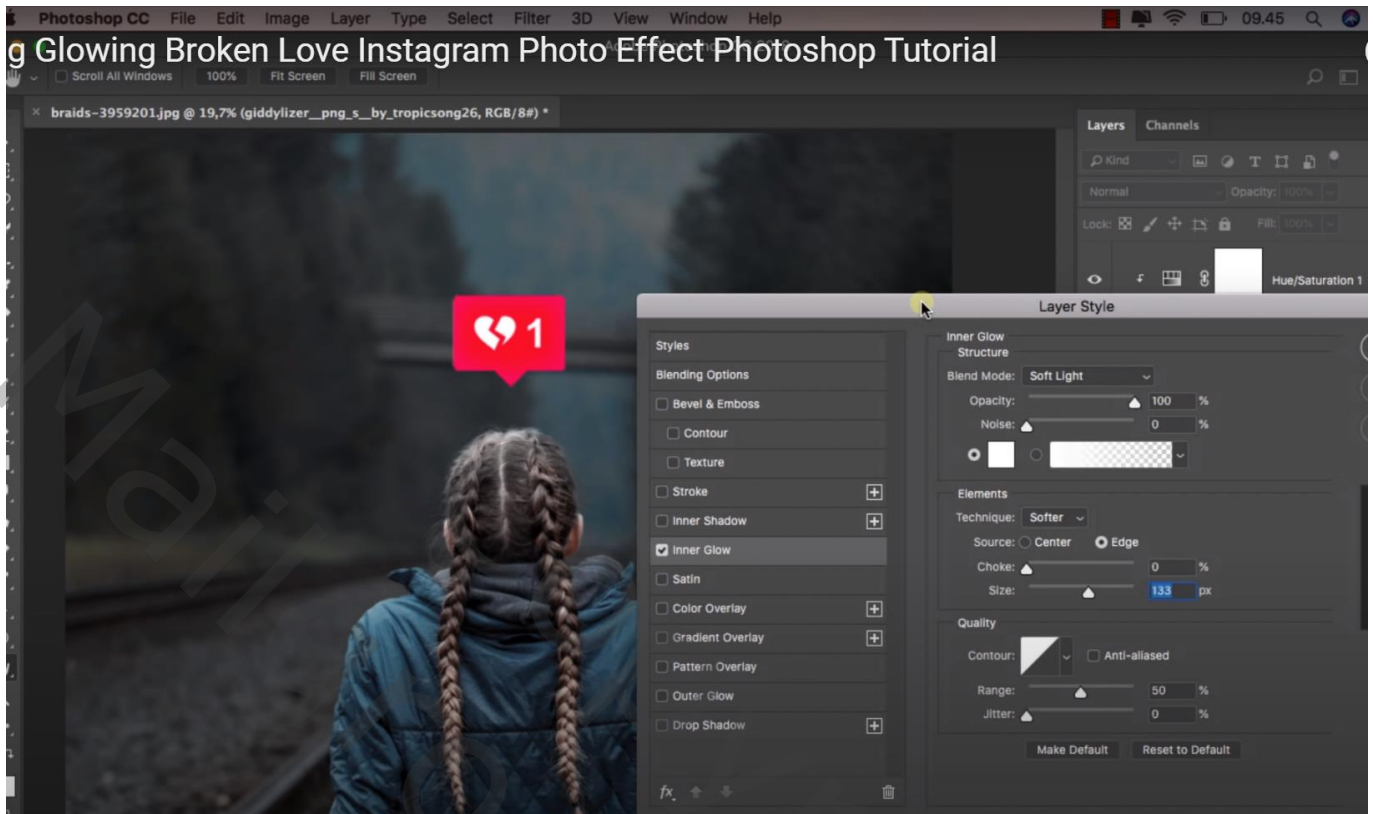 Photoshop CC File Edit Image Layer Type Select Filter 3D View Window Help 09.45
g Glowing Broken Love Instagram Photo Effect Photoshop Tutorial
Scroll All Windows 100% Fit Screen Fill Screen
× braids-3959201.jpg @ 19,7% (giddylizer__png_s__by_tropicsong26, RGB/8#) *
Layers Channels
Kind
Normal Opacity: 100%
Lock: Fill: 100%
Hue/Saturation 1
1
Layer Style
Styles
Blending Options
Bevel & Emboss
Contour
Texture
Stroke
Inner Shadow
Inner Glow
Satin
Color Overlay
Gradient Overlay
Pattern Overlay
Outer Glow
Drop Shadow
fx
Inner Glow
Structure
Blend Mode: Soft Light
Opacity: 100 %
Noise: 0 %
Elements
Technique: Softer
Source: Center Edge
Choke: 0 %
Size: 133 px
Quality
Contour: Anti-aliased
Range: 50 %
Jitter: 0 %
Make Default Reset to Default
Mail